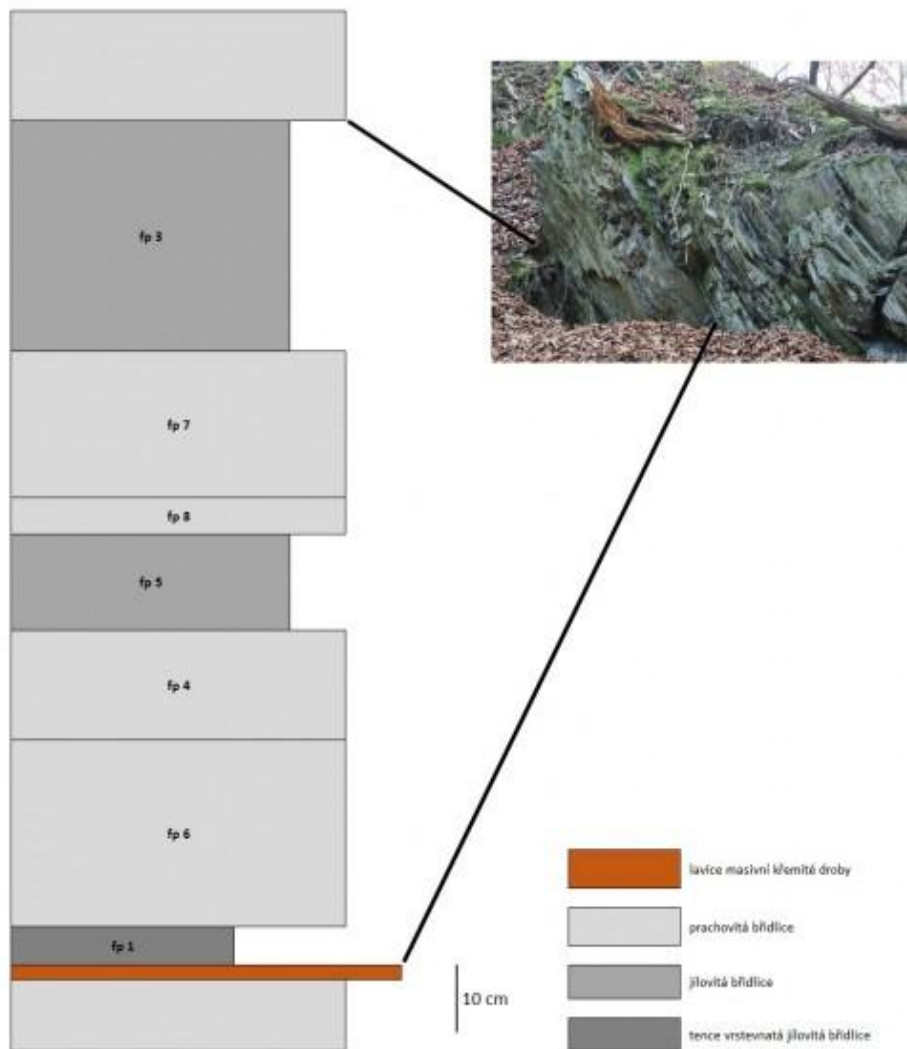 fp 3
fp 7
fp 8
fp 5
fp 4
fp 6
fp 1
10 cm
lavice masivní křemité droby
prachovitá břidlice
jílovitá břidlice
tence vrstevnatá jílovitá břidlice